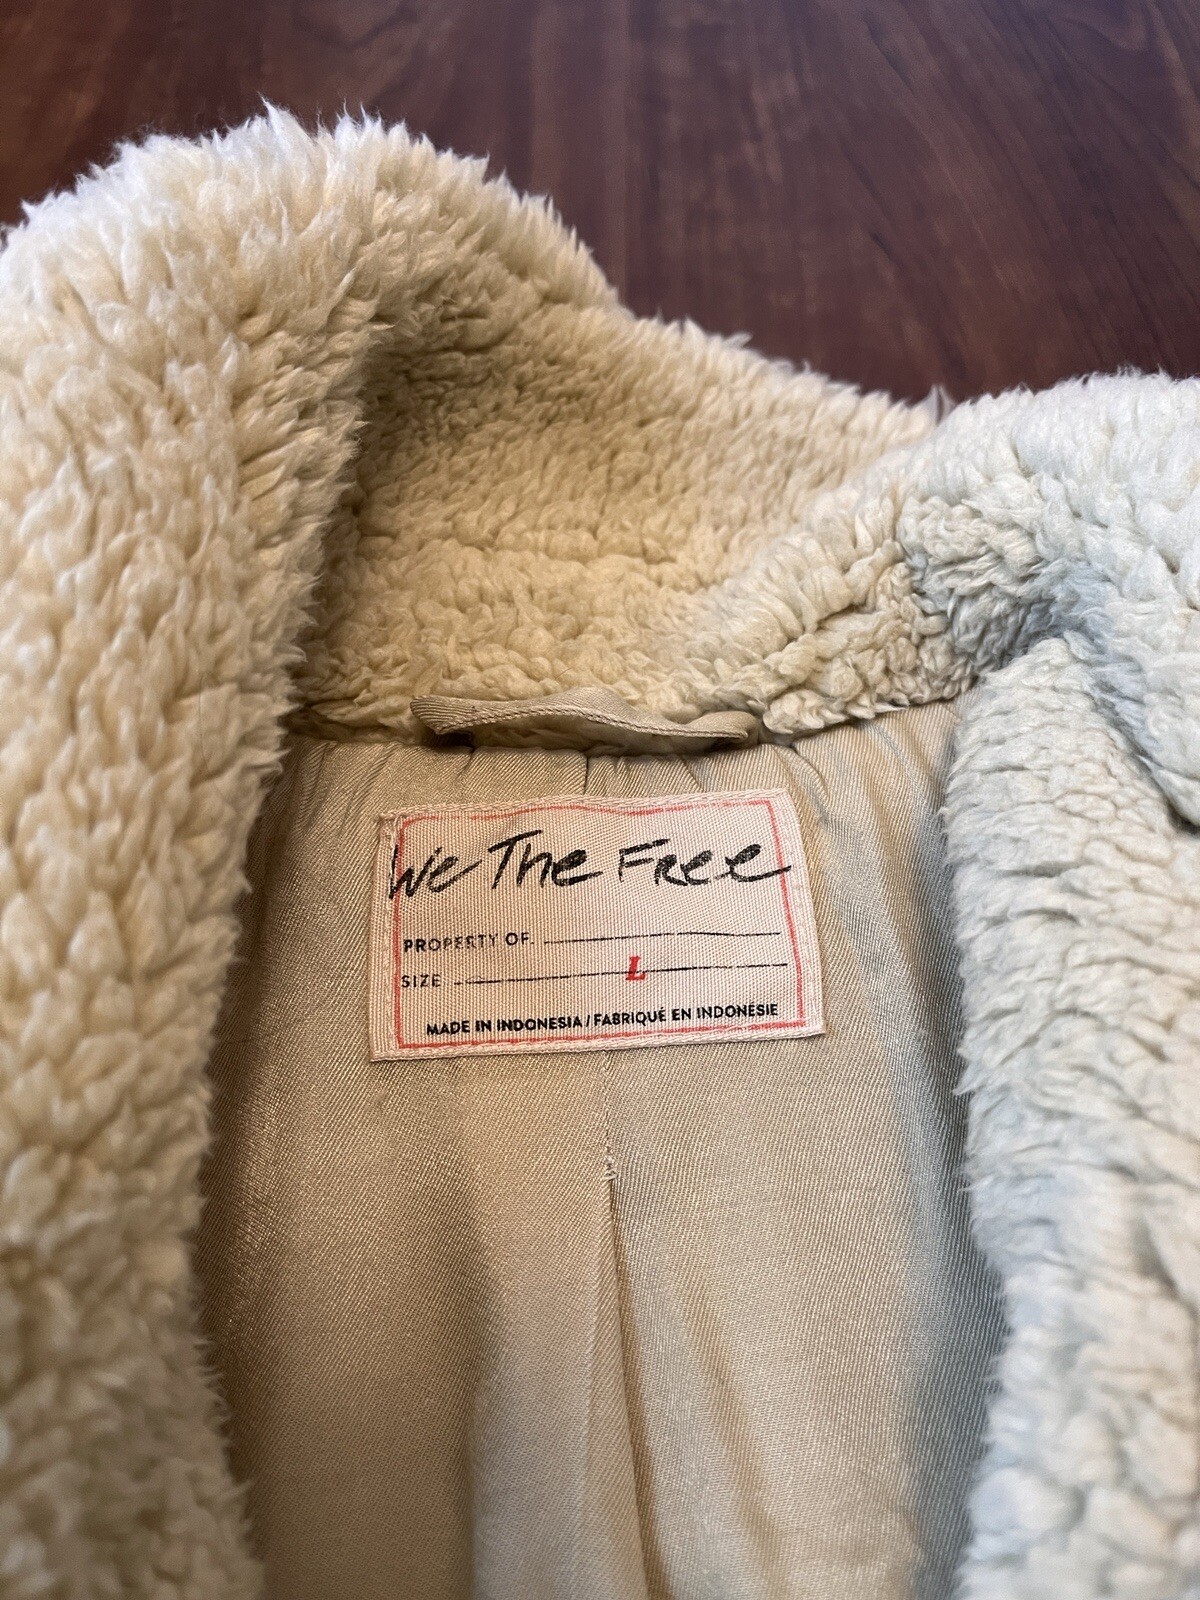 We The Free
PROPERTY OF
SIZE L
MADE IN INDONESIA / FABRIQUÉ EN INDONÉSIE